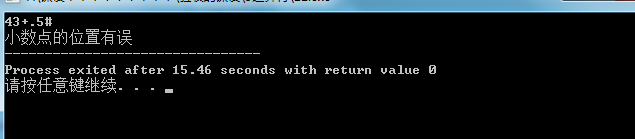 43+.5#
小数点的位置有误
--------------------------------
Process exited after 15.46 seconds with return value 0
请按任意键继续. . .